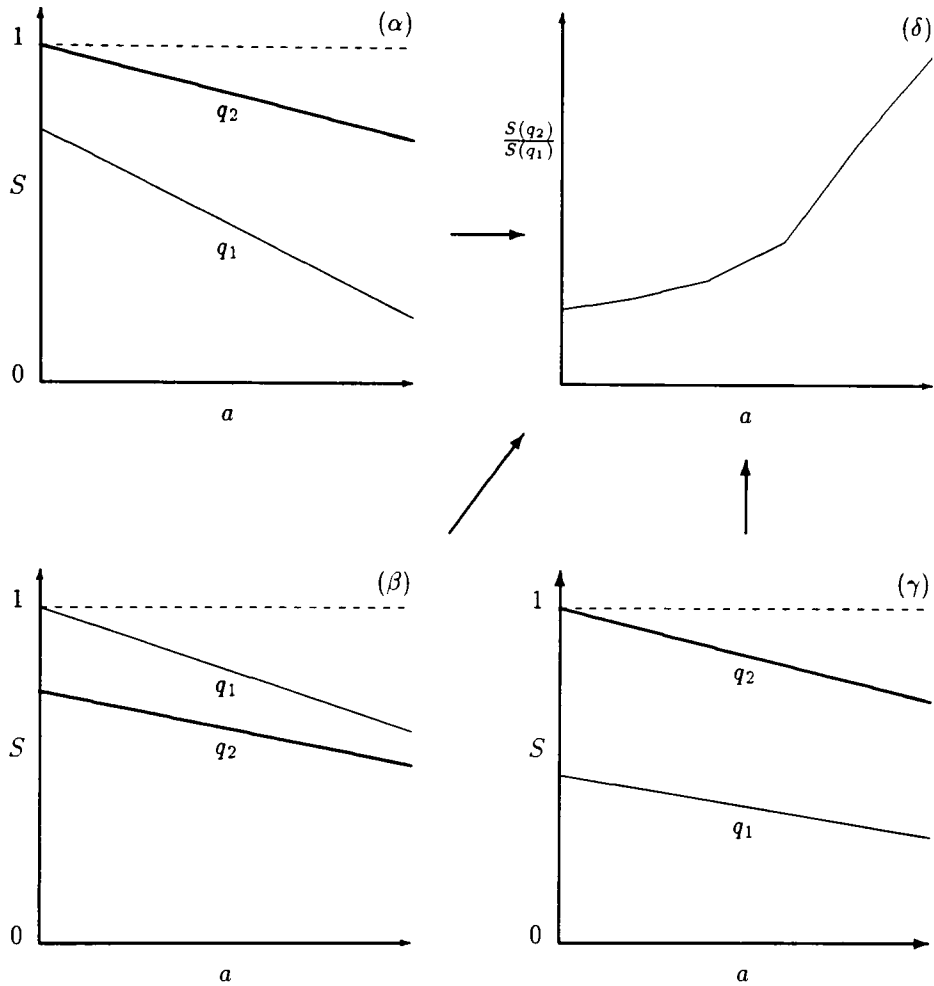 (α)
1
q₂
S
q₁
0
a
(δ)
S(q₂)
S(q₁)
a
(β)
1
q₁
S
q₂
0
a
(γ)
1
q₂
S
q₁
0
a